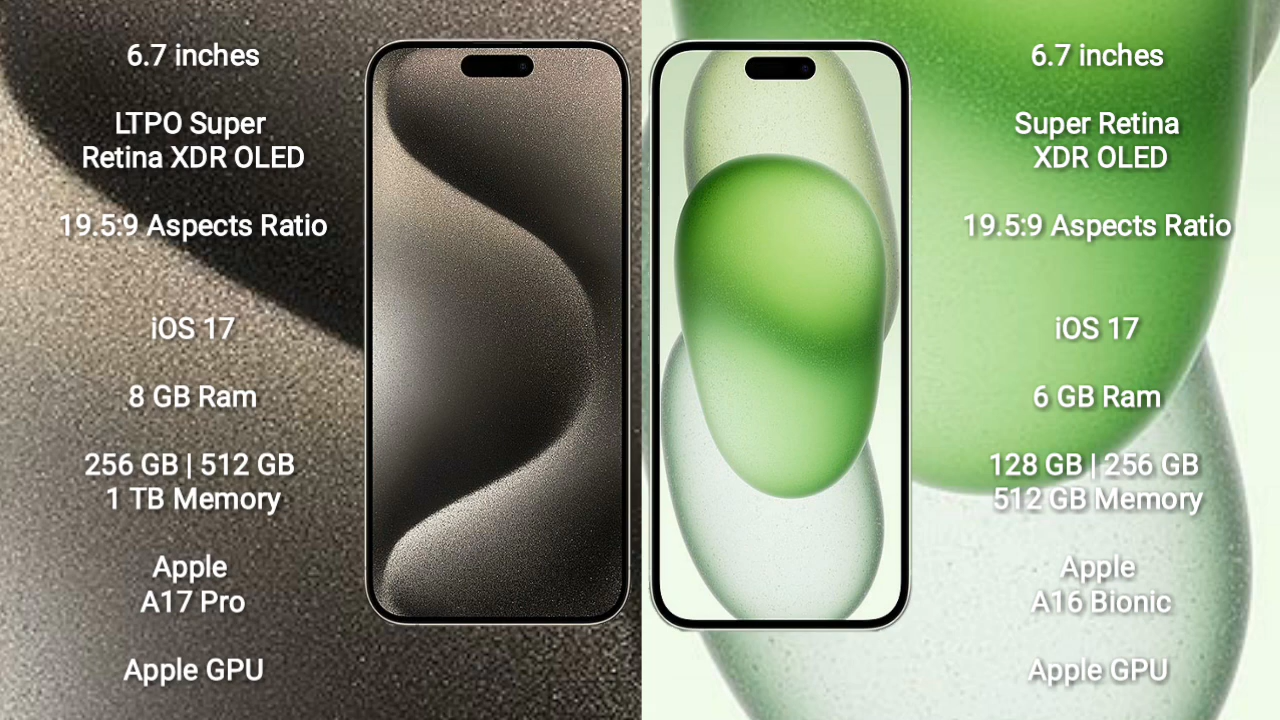 6.7 inches
LTPO Super
Retina XDR OLED
19.5:9 Aspects Ratio
iOS 17
8 GB Ram
256 GB | 512 GB
1 TB Memory
Apple
A17 Pro
Apple GPU
6.7 inches
Super Retina
XDR OLED
19.5:9 Aspects Ratio
iOS 17
6 GB Ram
128 GB | 256 GB
512 GB Memory
Apple
A16 Bionic
Apple GPU